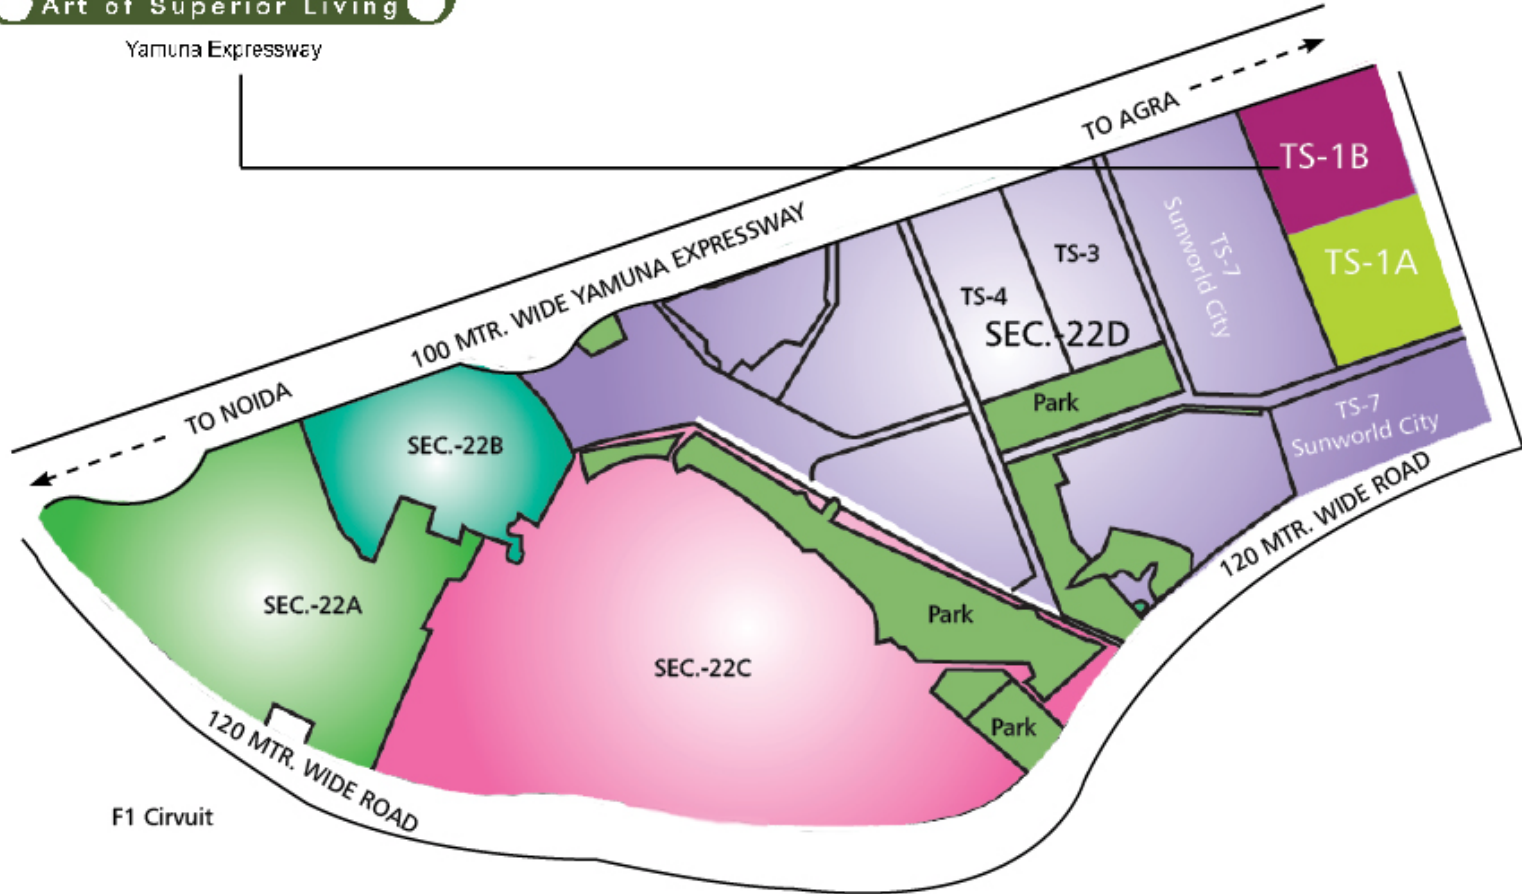 Art of Superior Living
Yamuna Expressway
TO AGRA
100 MTR. WIDE YAMUNA EXPRESSWAY
TO NOIDA
TS-1B
TS-1A
TS-7
Sunworld City
TS-3
TS-4
SEC.-22D
Park
TS-7
Sunworld City
SEC.-22B
SEC.-22A
SEC.-22C
Park
Park
120 MTR. WIDE ROAD
120 MTR. WIDE ROAD
F1 Cirvuit